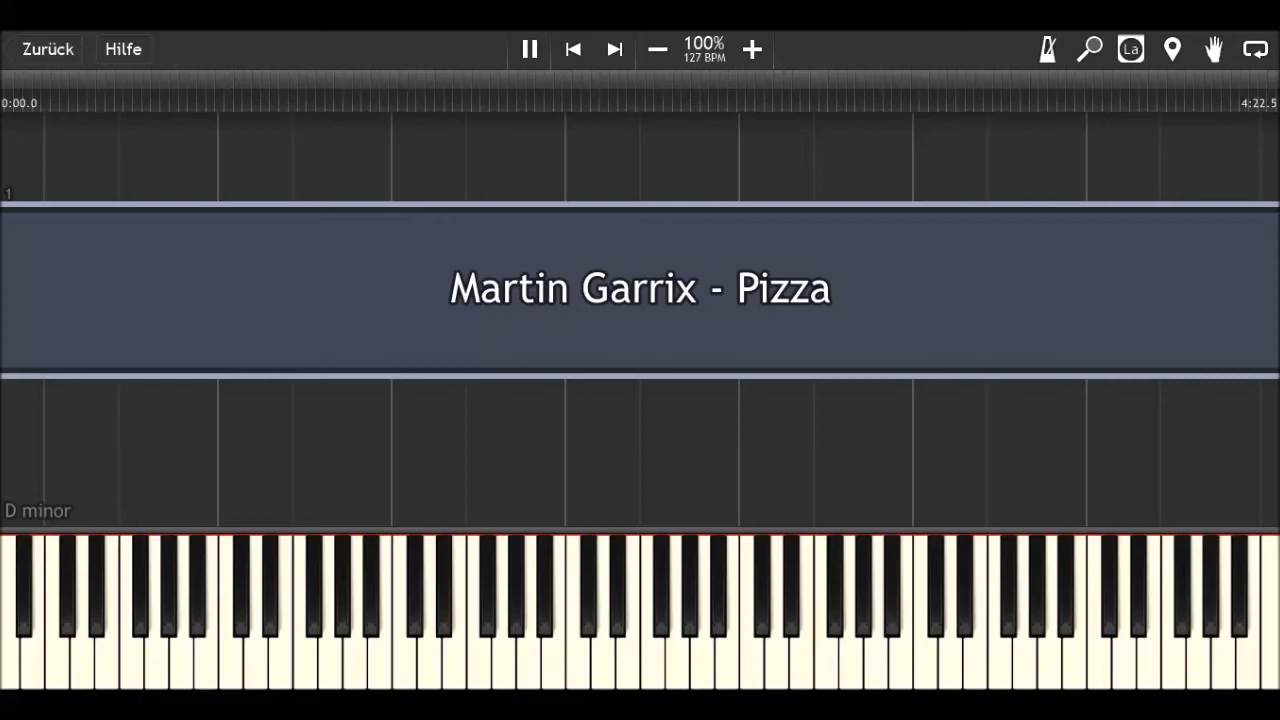 Zurück
Hilfe
100%
127 BPM
La
0:00.0
4:22.5
1
Martin Garrix - Pizza
D minor